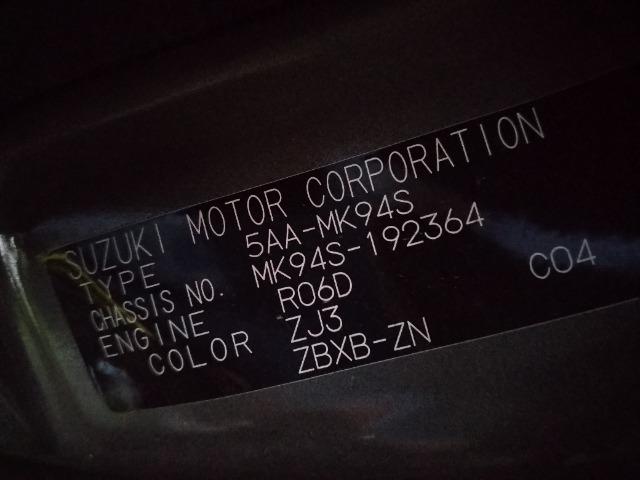 SUZUKI MOTOR CORPORATION
TYPE 5AA-MK94S
CHASSIS NO. MK94S-192364
ENGINE R06D
COLOR ZJ3 C04
ZBXB-ZN